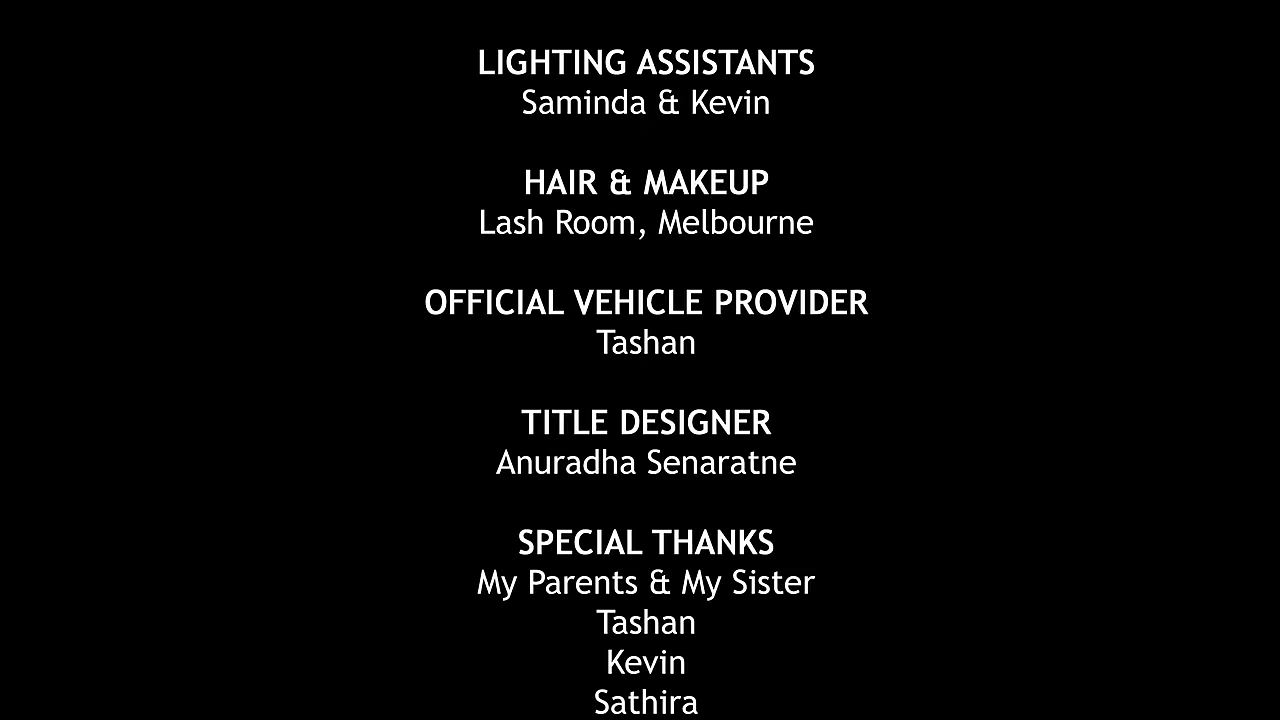 LIGHTING ASSISTANTS
Saminda & Kevin
HAIR & MAKEUP
Lash Room, Melbourne
OFFICIAL VEHICLE PROVIDER
Tashan
TITLE DESIGNER
Anuradha Senaratne
SPECIAL THANKS
My Parents & My Sister
Tashan
Kevin
Sathira